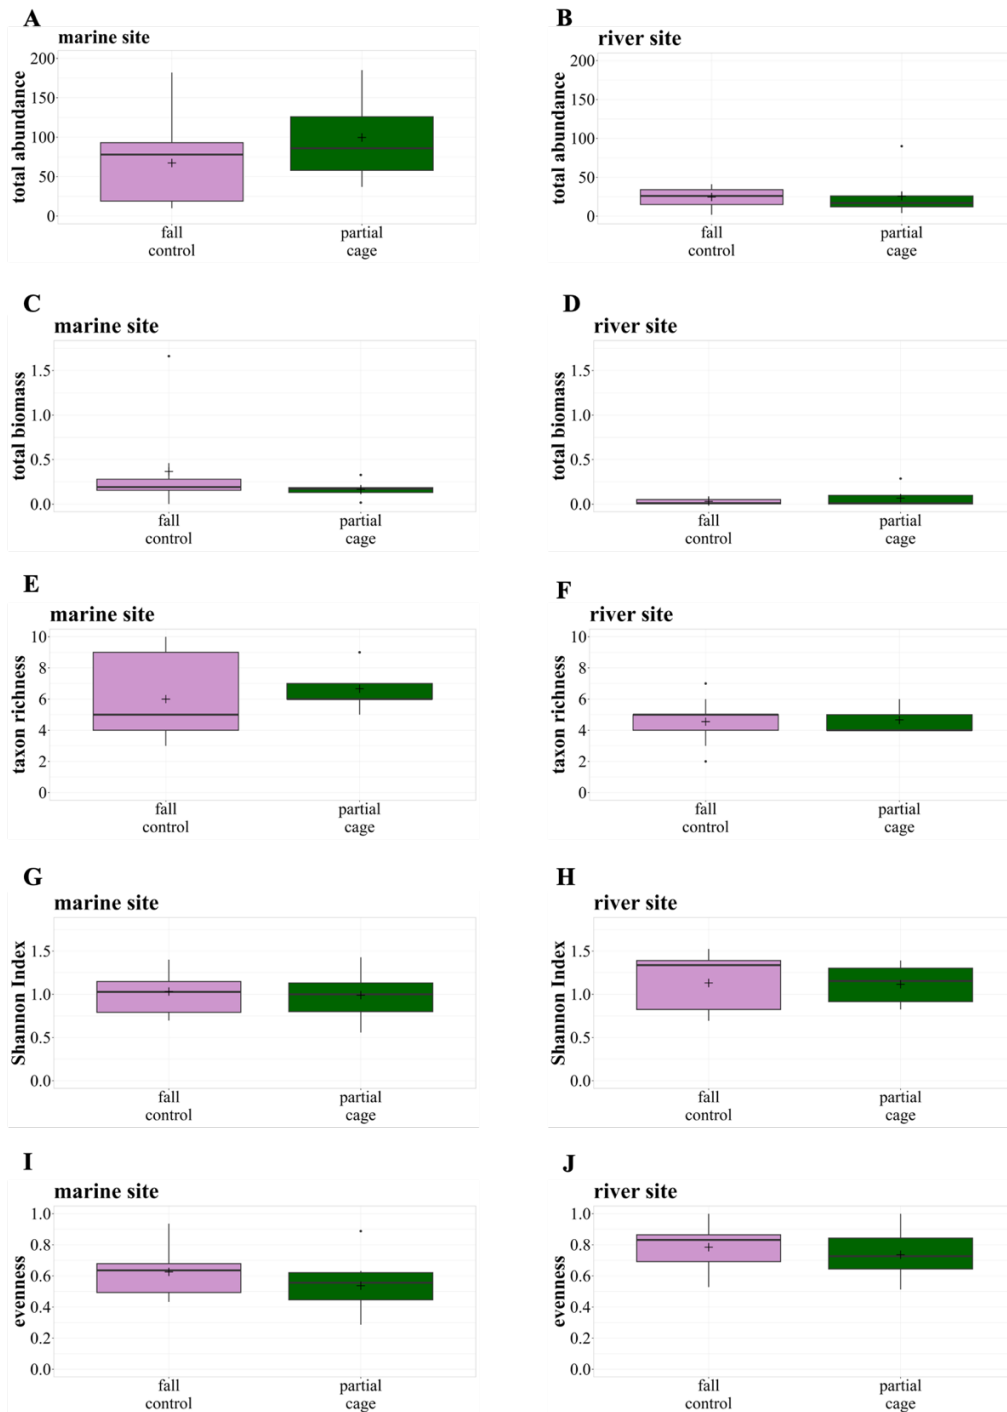 A
marine site
total abundance
200
150
100
50
0
fall
control
partial
cage
B
river site
total abundance
200
150
100
50
0
fall
control
partial
cage
C
marine site
total biomass
1.5
1.0
0.5
0.0
fall
control
partial
cage
D
river site
total biomass
1.5
1.0
0.5
0.0
fall
control
partial
cage
E
marine site
taxon richness
10
8
6
4
2
0
fall
control
partial
cage
F
river site
taxon richness
10
8
6
4
2
0
fall
control
partial
cage
G
marine site
Shannon Index
1.5
1.0
0.5
0.0
fall
control
partial
cage
H
river site
Shannon Index
1.5
1.0
0.5
0.0
fall
control
partial
cage
I
marine site
evenness
1.0
0.8
0.6
0.4
0.2
0.0
fall
control
partial
cage
J
river site
evenness
1.0
0.8
0.6
0.4
0.2
0.0
fall
control
partial
cage